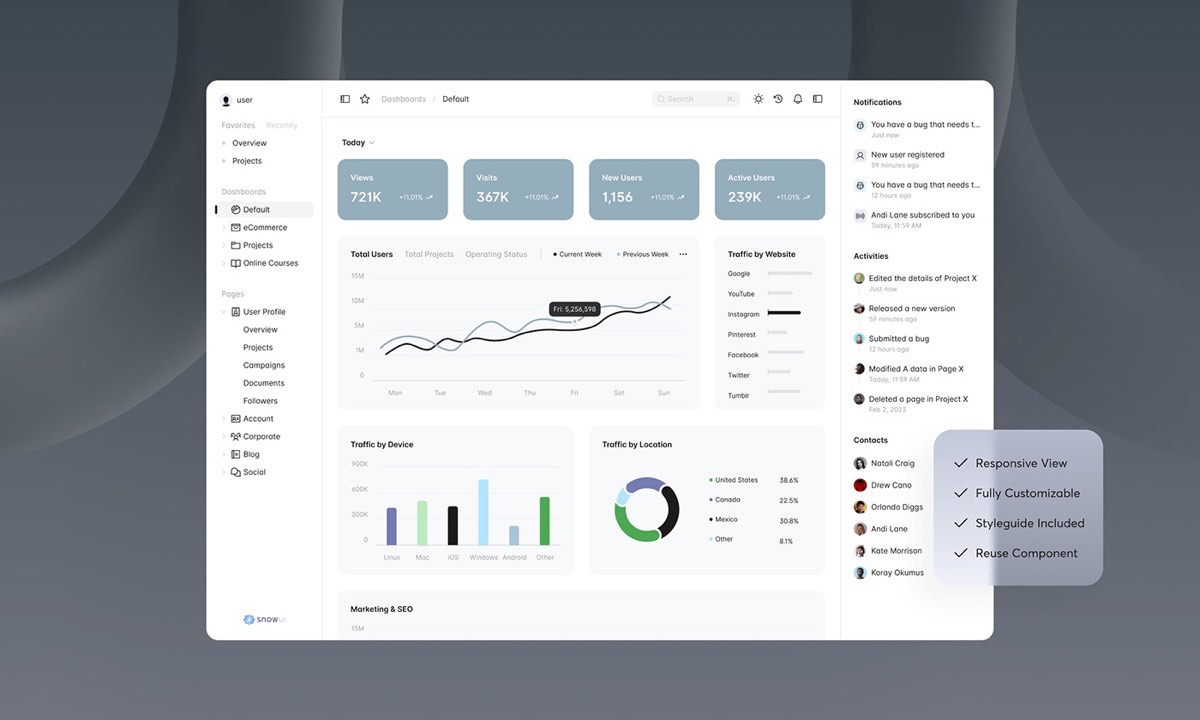 user
Favorites Recently
Overview
Projects
Dashboards
Default
eCommerce
Projects
Online Courses
Pages
User Profile
Overview
Projects
Campaigns
Documents
Followers
Account
Corporate
Blog
Social
snowUI
Dashboards / Default
Search ⌘/
Today
Views
721K +11.01%
Visits
367K +11.01%
New Users
1,156 +11.01%
Active Users
239K +11.01%
Total Users Total Projects Operating Status Current Week Previous Week
15M
10M
5M
1M
0
Fri: 5,256,598
Mon Tue Wed Thu Fri Sat Sun
Traffic by Website
Google
YouTube
Instagram
Pinterest
Facebook
Twitter
Tumblr
Traffic by Device
900K
600K
300K
0
Linux Mac iOS Windows Android Other
Traffic by Location
United States 38.6%
Canada 22.5%
Mexico 30.8%
Other 8.1%
Marketing & SEO
15M
Notifications
You have a bug that needs t...
Just now
New user registered
59 minutes ago
You have a bug that needs t...
12 hours ago
Andi Lane subscribed to you
Today, 11:59 AM
Activities
Edited the details of Project X
Just now
Released a new version
59 minutes ago
Submitted a bug
12 hours ago
Modified A data in Page X
Today, 11:59 AM
Deleted a page in Project X
Feb 2, 2023
Contacts
Natali Craig
Drew Cano
Orlando Diggs
Andi Lane
Kate Morrison
Koray Okumus
Responsive View
Fully Customizable
Styleguide Included
Reuse Component